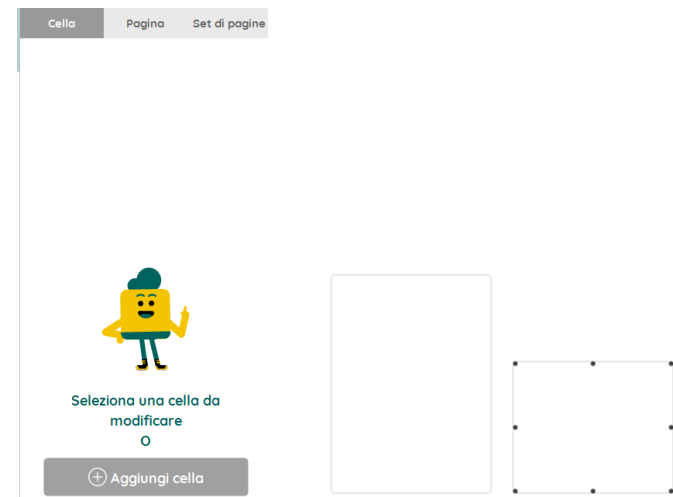 Cella Pagina Set di pagine
Seleziona una cella da
modificare
O
Aggiungi cella